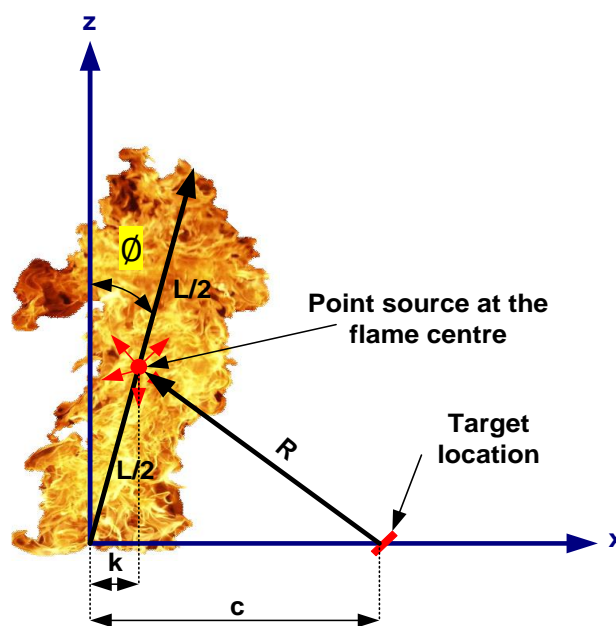 z
Ø
L/2
Point source at the
flame centre
L/2
R
Target
location
x
k
c